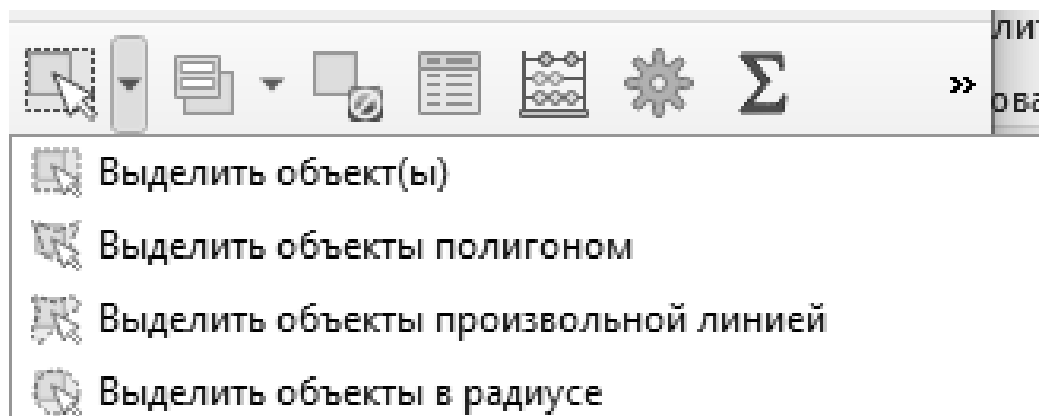 Σ
»
Выделить объект(ы)
Выделить объекты полигоном
Выделить объекты произвольной линией
Выделить объекты в радиусе